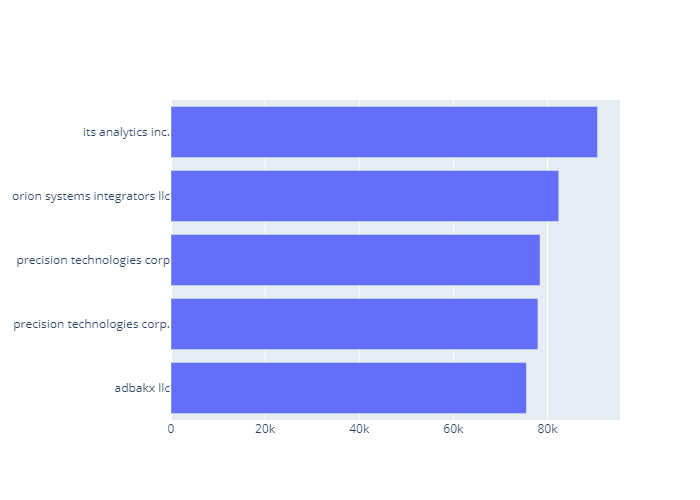 its analytics inc.
orion systems integrators llc
precision technologies corp
precision technologies corp.
adbakx llc
0 20k 40k 60k 80k